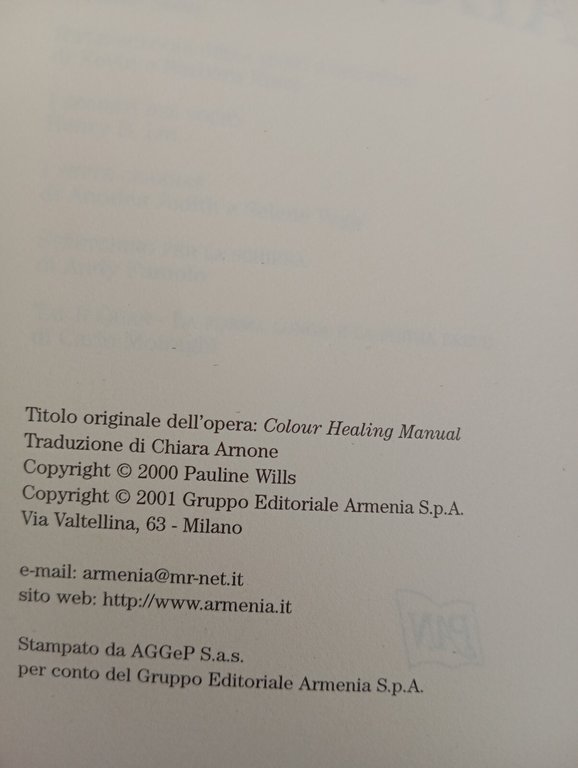 Titolo originale dell'opera: Colour Healing Manual
Traduzione di Chiara Arnone
Copyright © 2000 Pauline Wills
Copyright © 2001 Gruppo Editoriale Armenia S.p.A.
Via Valtellina, 63 - Milano
e-mail: armenia@mr-net.it
sito web: http://www.armenia.it
Stampato da AGGeP S.a.s.
per conto del Gruppo Editoriale Armenia S.p.A.